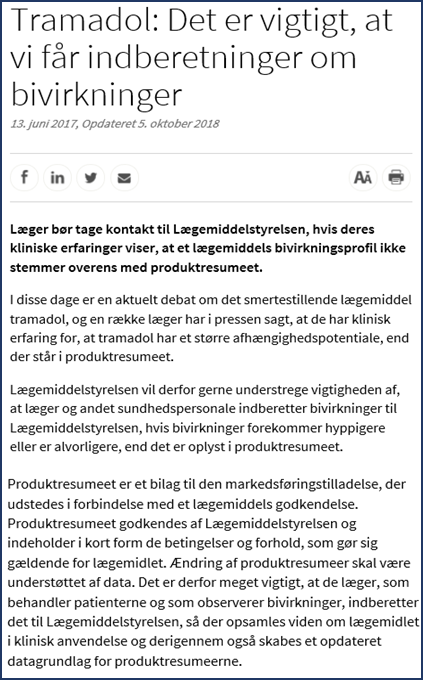 Tramadol: Det er vigtigt, at
vi får indberetninger om
bivirkninger
13. juni 2017, Opdateret 5. oktober 2018
f in AA
Læger bør tage kontakt til Lægemiddelstyrelsen, hvis deres
kliniske erfaringer viser, at et lægemiddels bivirkningsprofil ikke
stemmer overens med produktresumeet.
I disse dage er en aktuelt debat om det smertestillende lægemiddel
tramadol, og en række læger har i pressen sagt, at de har klinisk
erfaring for, at tramadol har et større afhængighedspotentiale, end
der står i produktresumeet.
Lægemiddelstyrelsen vil derfor gerne understrege vigtigheden af,
at læger og andet sundhedspersonale indberetter bivirkninger til
Lægemiddelstyrelsen, hvis bivirkninger forekommer hyppigere
eller er alvorligere, end det er oplyst i produktresumeet.
Produktresumeet er et bilag til den markedsføringstilladelse, der
udstedes i forbindelse med et lægemiddels godkendelse.
Produktresumeet godkendes af Lægemiddelstyrelsen og
indeholder i kort form de betingelser og forhold, som gør sig
gældende for lægemidlet. Ændring af produktresumeer skal være
understøttet af data. Det er derfor meget vigtigt, at de læger, som
behandler patienterne og som observerer bivirkninger, indberetter
det til Lægemiddelstyrelsen, så der opsamles viden om lægemidlet
i klinisk anvendelse og derigennem også skabes et opdateret
datagrundlag for produktresumeerne.